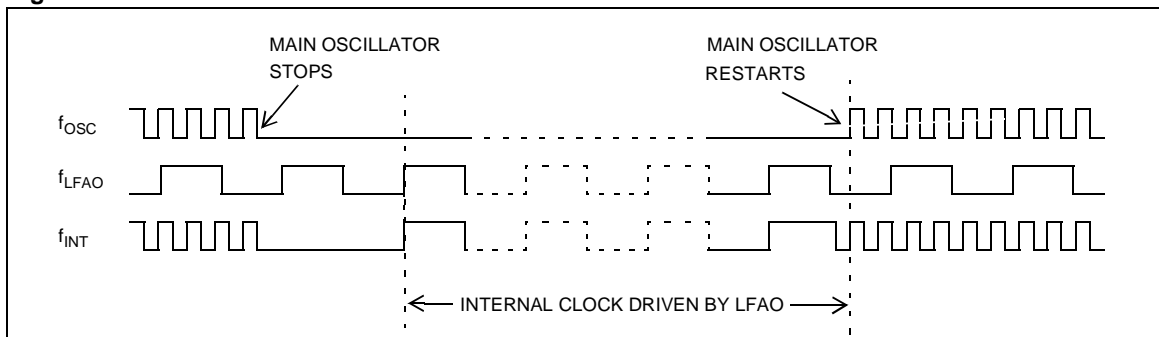 MAIN OSCILLATOR
STOPS
MAIN OSCILLATOR
RESTARTS
fOSC
fLFAO
fINT
INTERNAL CLOCK DRIVEN BY LFAO